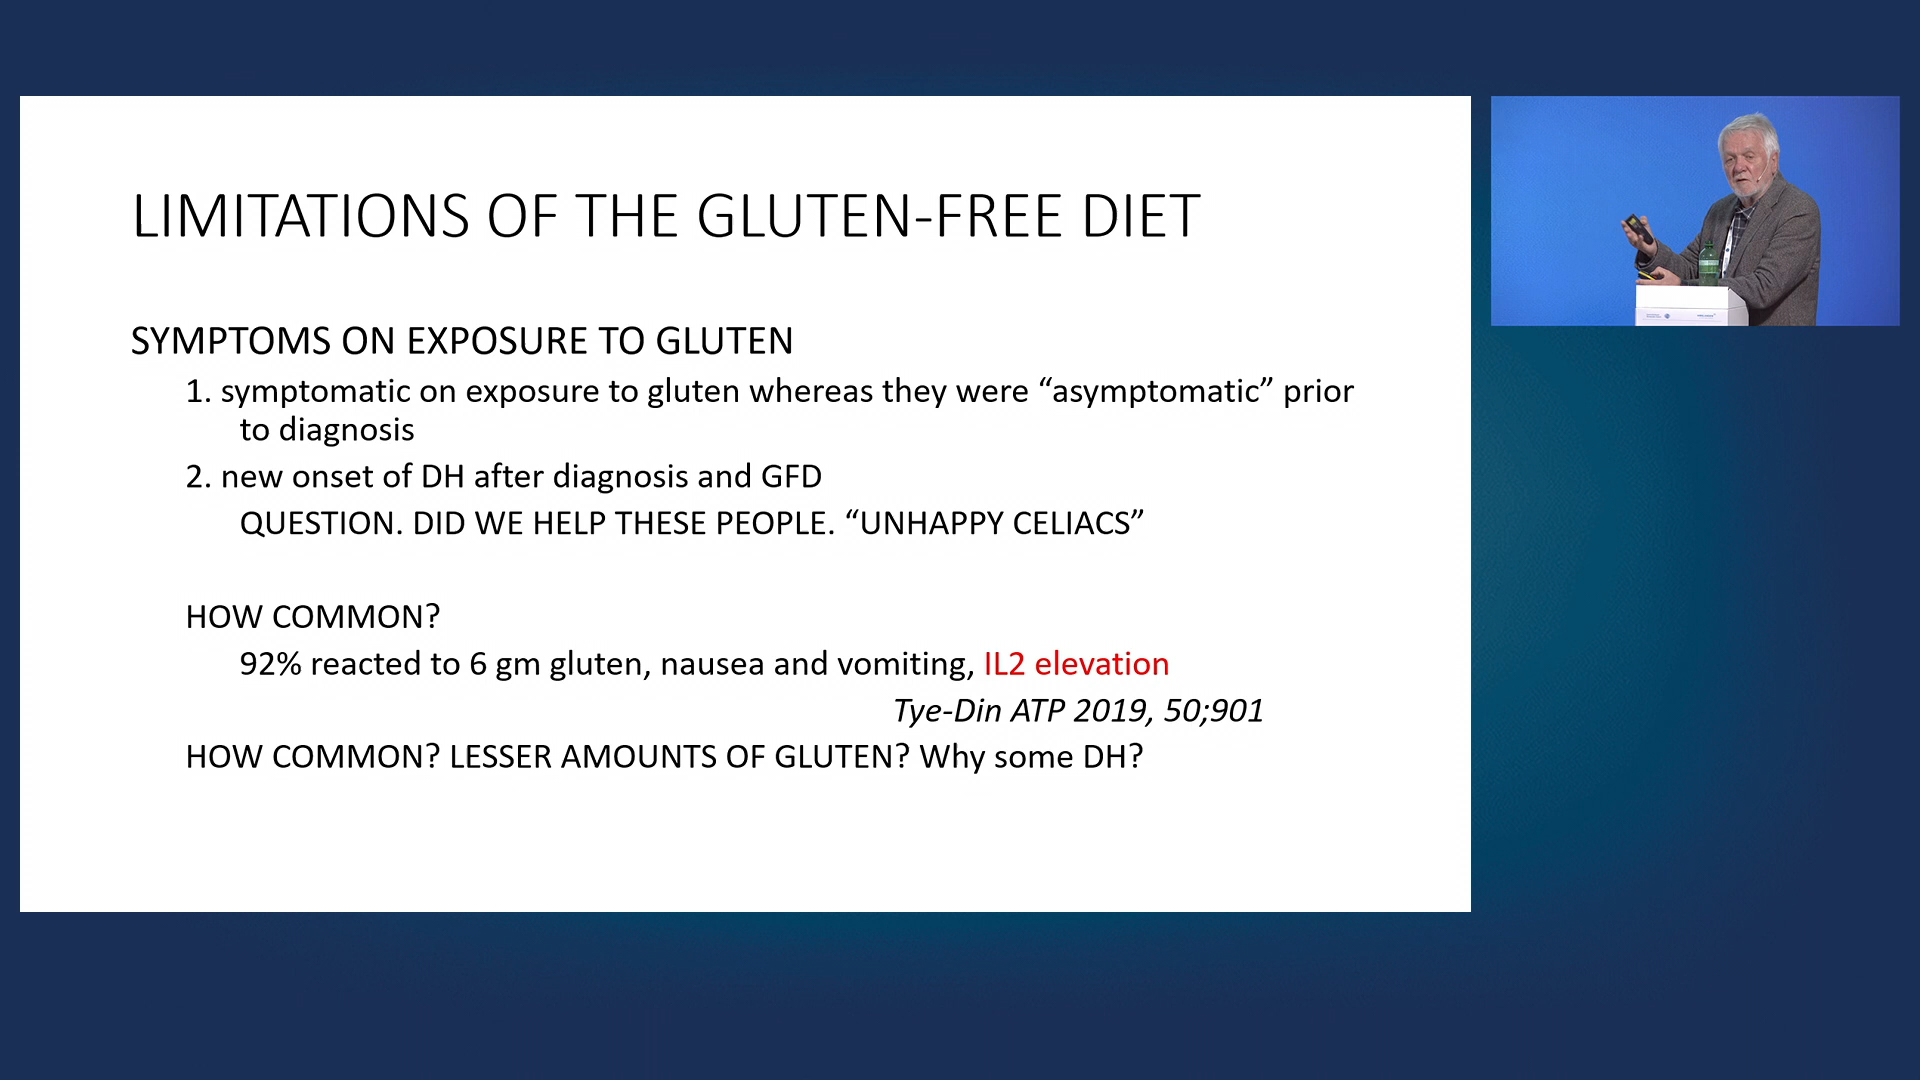 LIMITATIONS OF THE GLUTEN-FREE DIET
SYMPTOMS ON EXPOSURE TO GLUTEN
1. symptomatic on exposure to gluten whereas they were “asymptomatic” prior
to diagnosis
2. new onset of DH after diagnosis and GFD
QUESTION. DID WE HELP THESE PEOPLE. “UNHAPPY CELIACS”
HOW COMMON?
92% reacted to 6 gm gluten, nausea and vomiting, IL2 elevation
Tye-Din ATP 2019, 50;901
HOW COMMON? LESSER AMOUNTS OF GLUTEN? Why some DH?